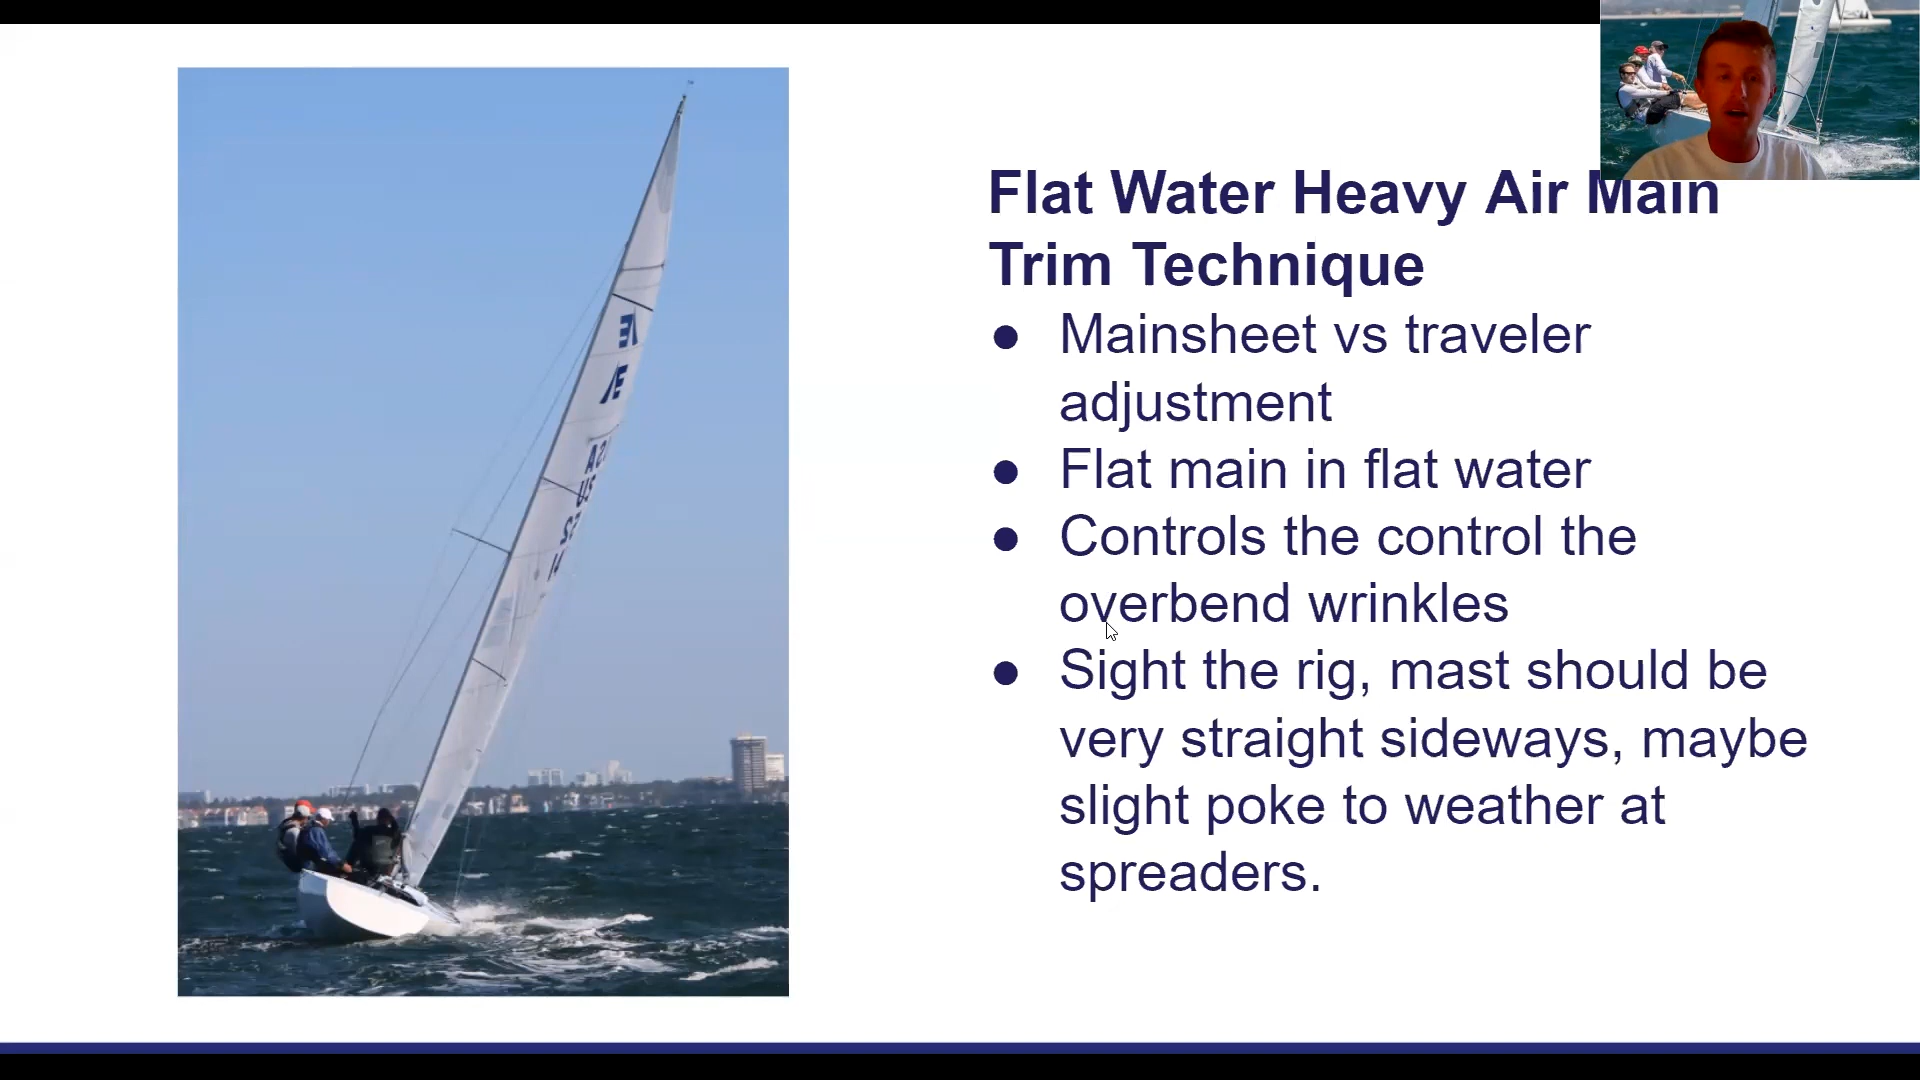 Flat Water Heavy Air Main
Trim Technique
● Mainsheet vs traveler
adjustment
● Flat main in flat water
● Controls the control the
overbend wrinkles
● Sight the rig, mast should be
very straight sideways, maybe
slight poke to weather at
spreaders.